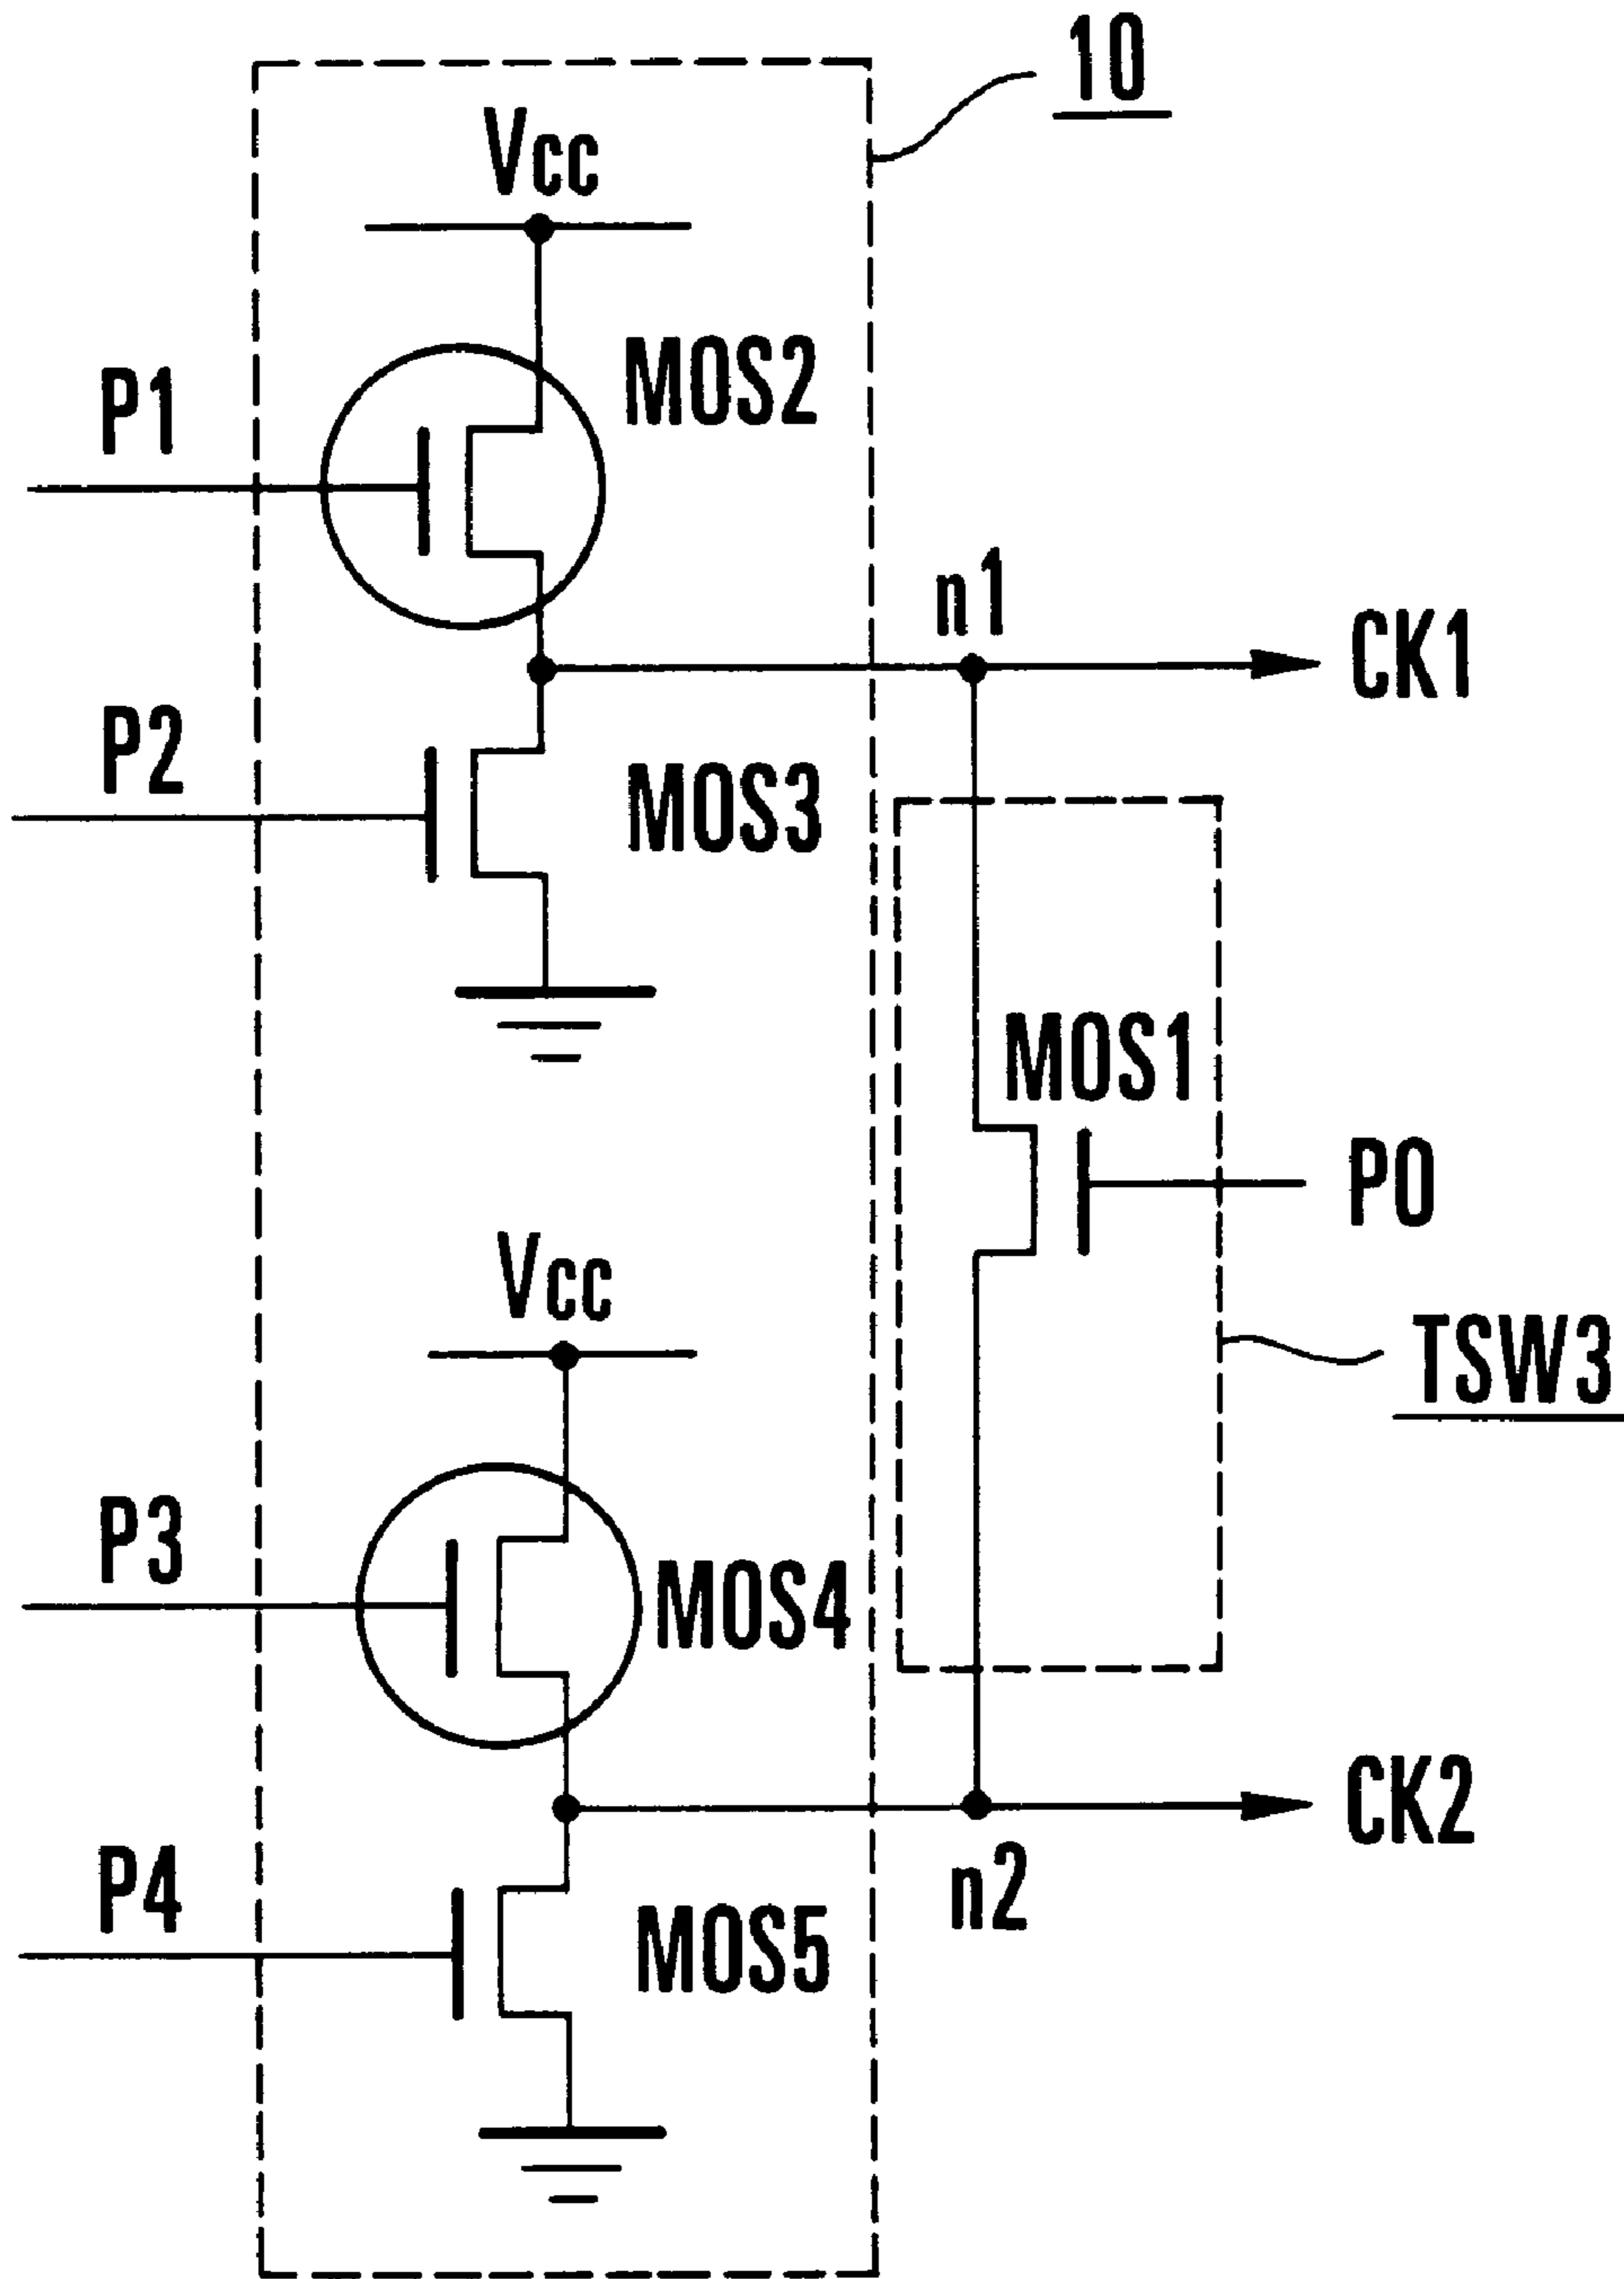 10
Vcc
MOS2
P1
n1
CK1
P2
MOS3
MOS1
P0
Vcc
TSW3
P3
MOS4
CK2
P4
n2
MOS5